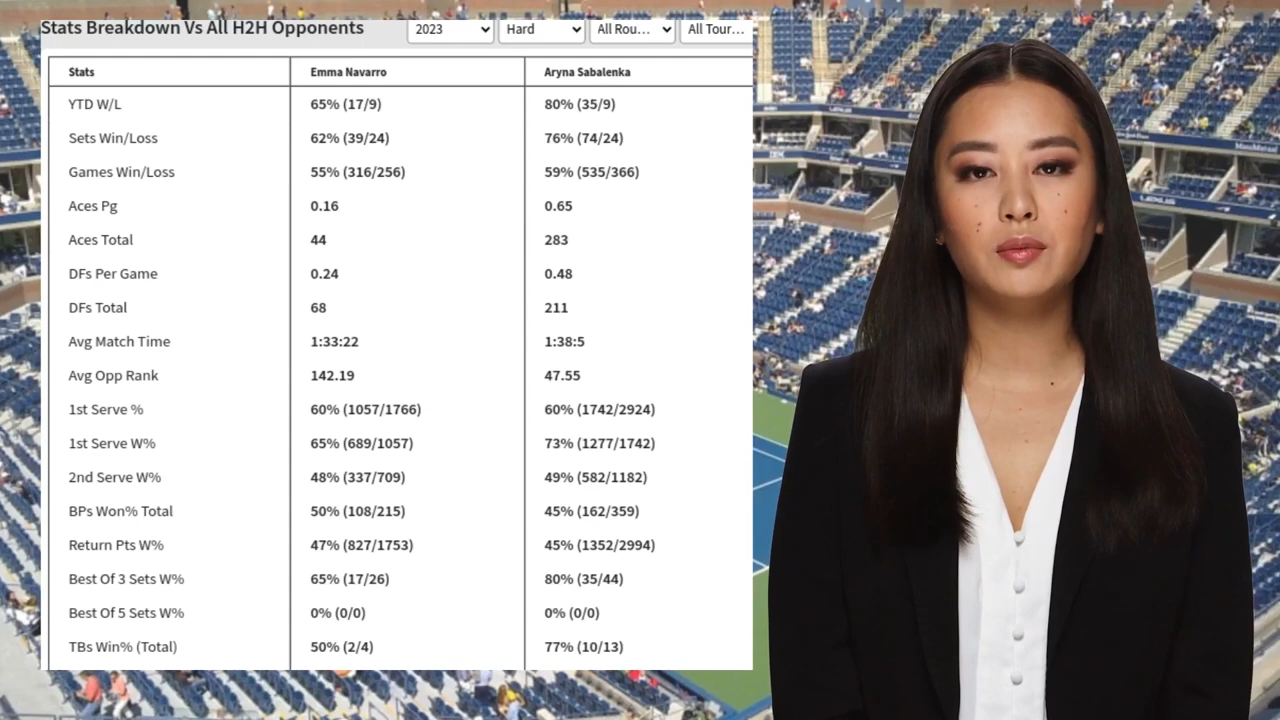 Stats Breakdown Vs All H2H Opponents 2023 Hard All Rou... All Tour...
Stats Emma Navarro Aryna Sabalenka
YTD W/L 65% (17/9) 80% (35/9)
Sets Win/Loss 62% (39/24) 76% (74/24)
Games Win/Loss 55% (316/256) 59% (535/366)
Aces Pg 0.16 0.65
Aces Total 44 283
DFs Per Game 0.24 0.48
DFs Total 68 211
Avg Match Time 1:33:22 1:38:5
Avg Opp Rank 142.19 47.55
1st Serve % 60% (1057/1766) 60% (1742/2924)
1st Serve W% 65% (689/1057) 73% (1277/1742)
2nd Serve W% 48% (337/709) 49% (582/1182)
BPs Won% Total 50% (108/215) 45% (162/359)
Return Pts W% 47% (827/1753) 45% (1352/2994)
Best Of 3 Sets W% 65% (17/26) 80% (35/44)
Best Of 5 Sets W% 0% (0/0) 0% (0/0)
TBs Win% (Total) 50% (2/4) 77% (10/13)